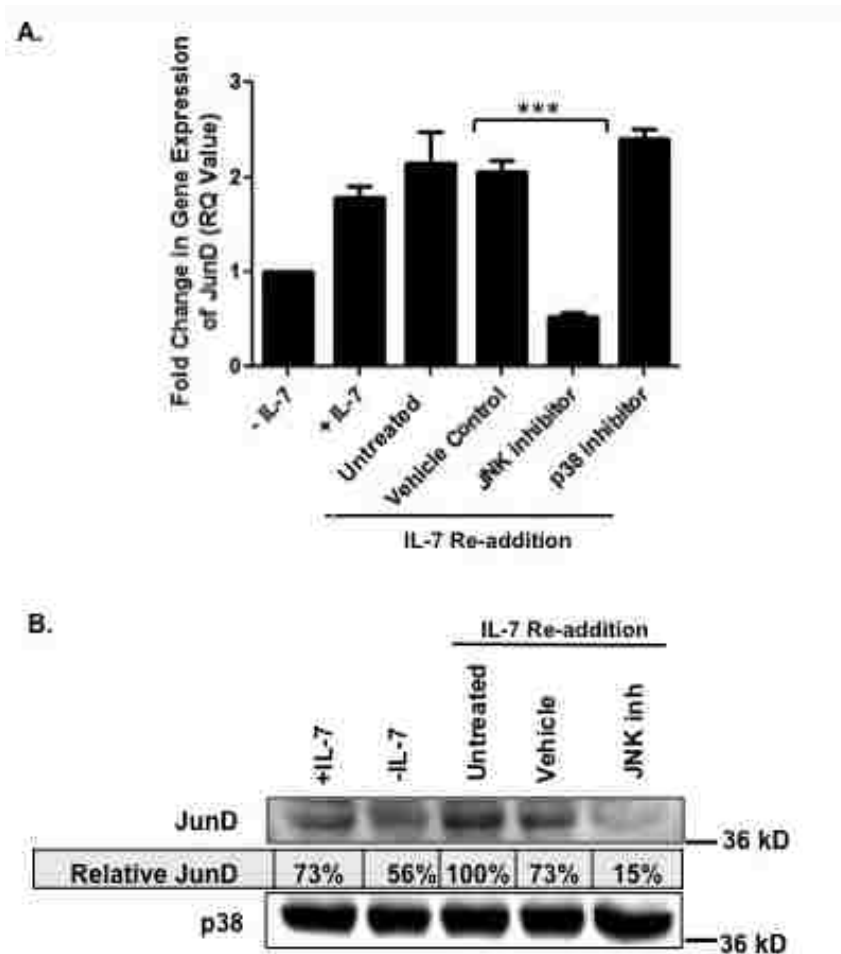 A.
Fold Change in Gene Expression
of JunD (RQ Value)
3
2
1
0
***
- IL-7
+ IL-7
Untreated
Vehicle Control
JNK inhibitor
p38 inhibitor
IL-7 Re-addition
B.
IL-7 Re-addition
+IL-7
-IL-7
Untreated
Vehicle
JNK inh
JunD
36 kD
Relative JunD 73% 56% 100% 73% 15%
p38
36 kD